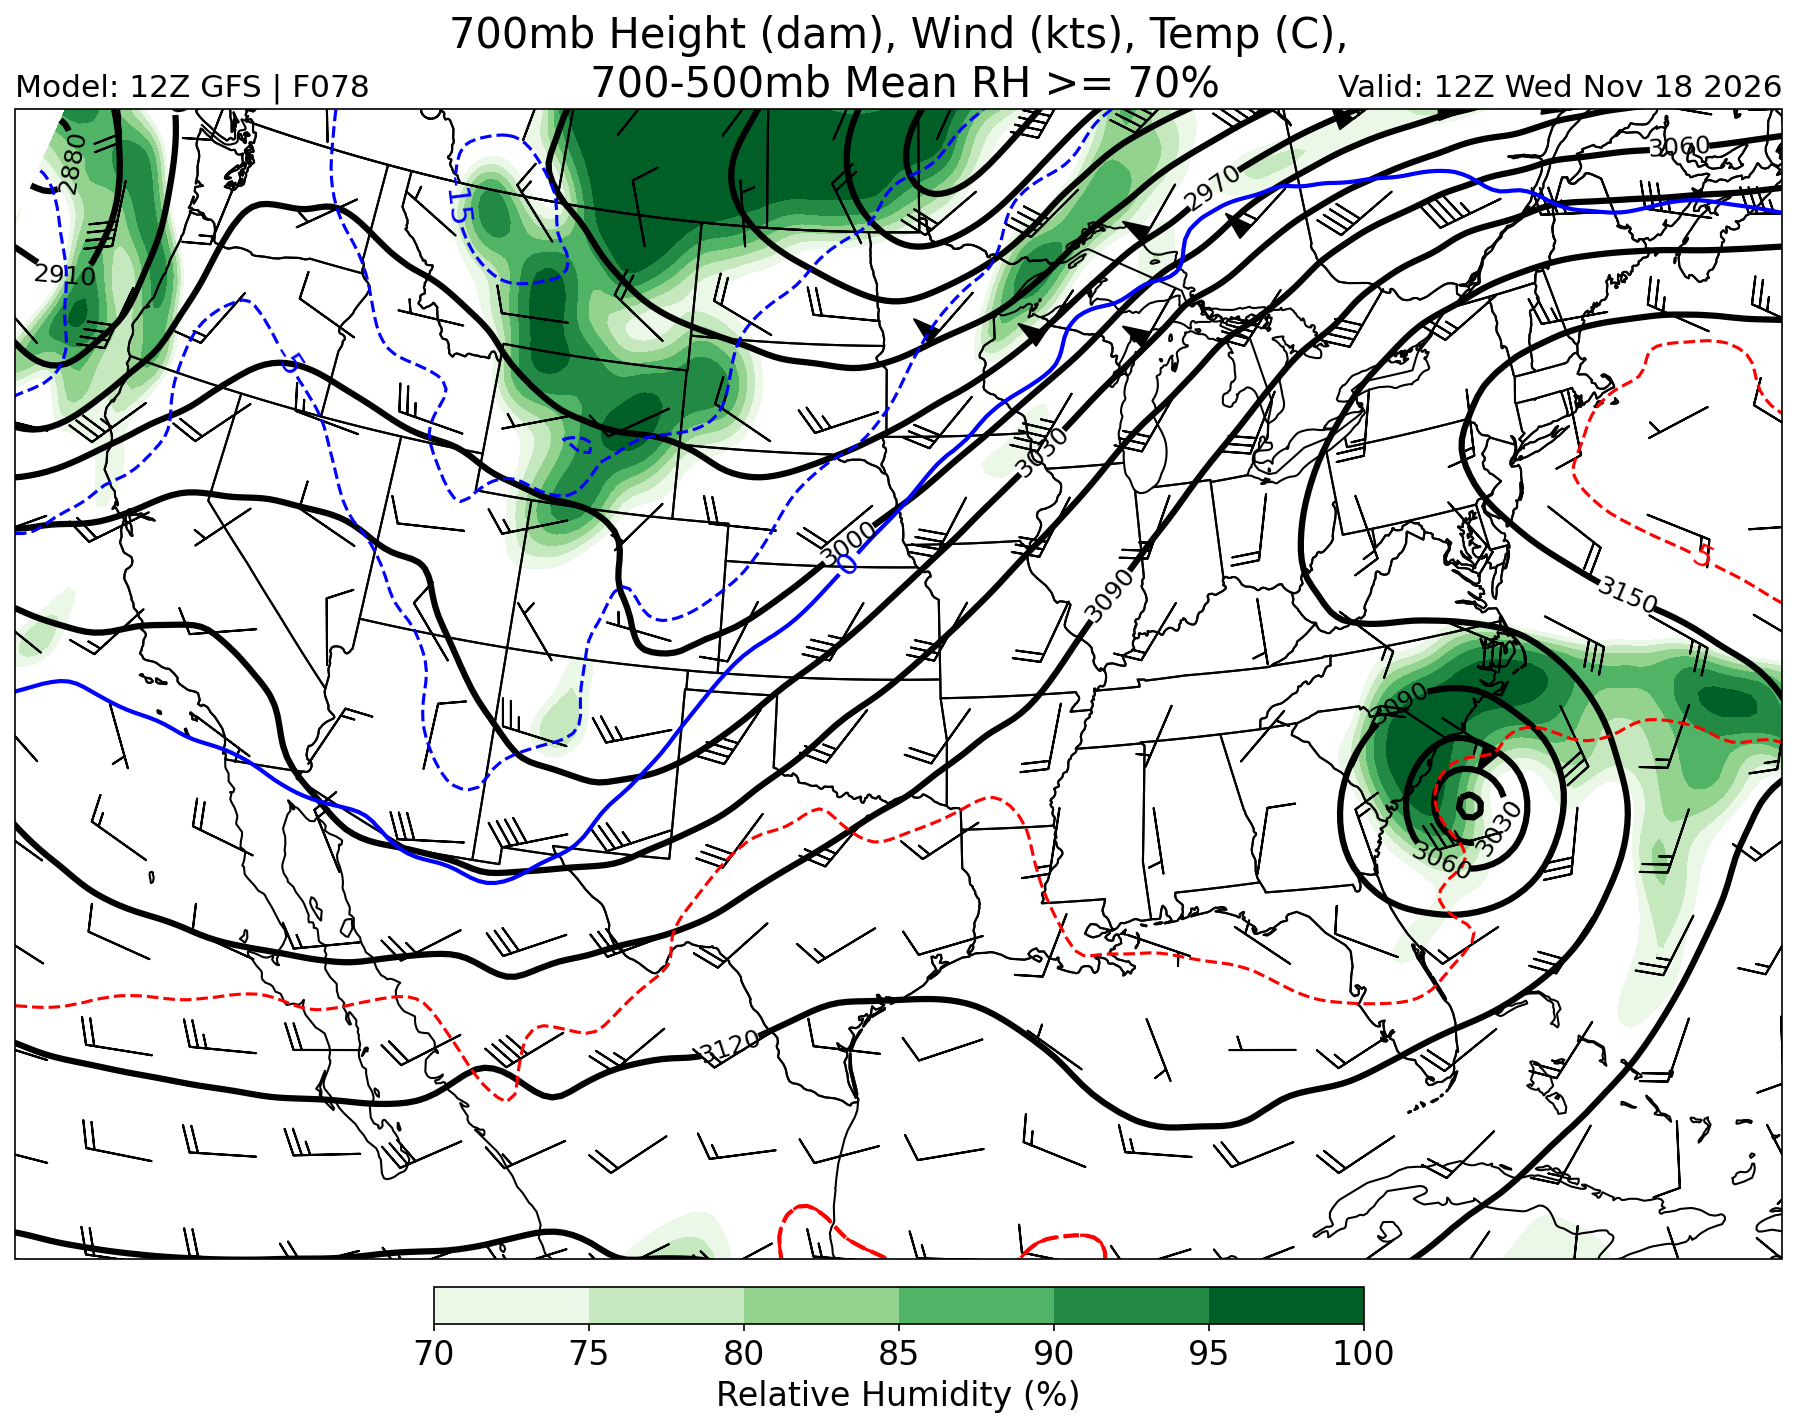 700mb Height (dam), Wind (kts), Temp (C),
Model: 12Z GFS | F078
700-500mb Mean RH >= 70%
Valid: 12Z Wed Nov 18 2026
2880
3060
15
2970
2910
5
3030
3000
0
5
3090
3150
3090
3030
3060
3120
70 75 80 85 90 95 100
Relative Humidity (%)